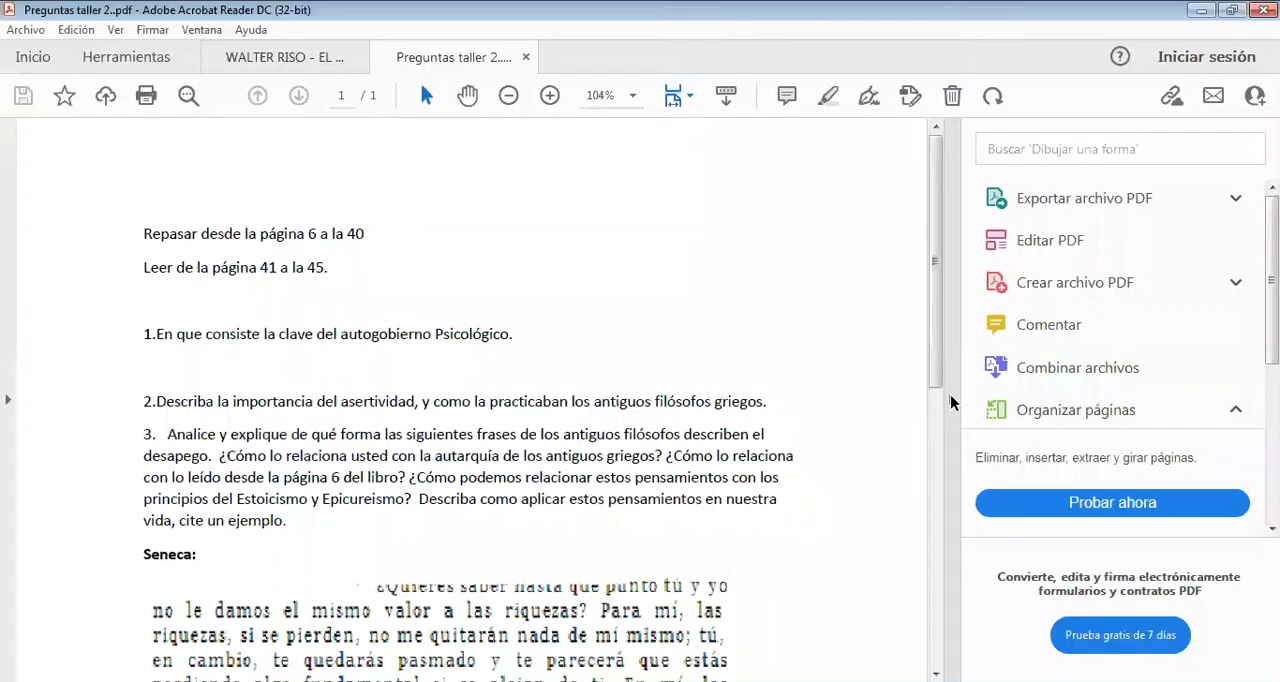 Preguntas taller 2..pdf - Adobe Acrobat Reader DC (32-bit)
Archivo Edición Ver Firmar Ventana Ayuda
Inicio Herramientas WALTER RISO - EL ... Preguntas taller 2..... × Iniciar sesión
1 / 1 104%
Buscar 'Dibujar una forma'
Exportar archivo PDF
Editar PDF
Crear archivo PDF
Comentar
Combinar archivos
Organizar páginas
Eliminar, insertar, extraer y girar páginas.
Probar ahora
Convierte, edita y firma electrónicamente
formularios y contratos PDF
Prueba gratis de 7 días
Repasar desde la página 6 a la 40
Leer de la página 41 a la 45.
1.En que consiste la clave del autogobierno Psicológico.
2.Describa la importancia del asertividad, y como la practicaban los antiguos filósofos griegos.
3. Analice y explique de qué forma las siguientes frases de los antiguos filósofos describen el
desapego. ¿Cómo lo relaciona usted con la autarquía de los antiguos griegos? ¿Cómo lo relaciona
con lo leído desde la página 6 del libro? ¿Cómo podemos relacionar estos pensamientos con los
principios del Estoicismo y Epicureismo? Describa como aplicar estos pensamientos en nuestra
vida, cite un ejemplo.
Seneca:
¿Quieres saber hasta que punto tú y yo
no le damos el mismo valor a las riquezas? Para mí, las
riquezas, si se pierden, no me quitarán nada de mí mismo; tú,
en cambio, te quedarás pasmado y te parecerá que estás